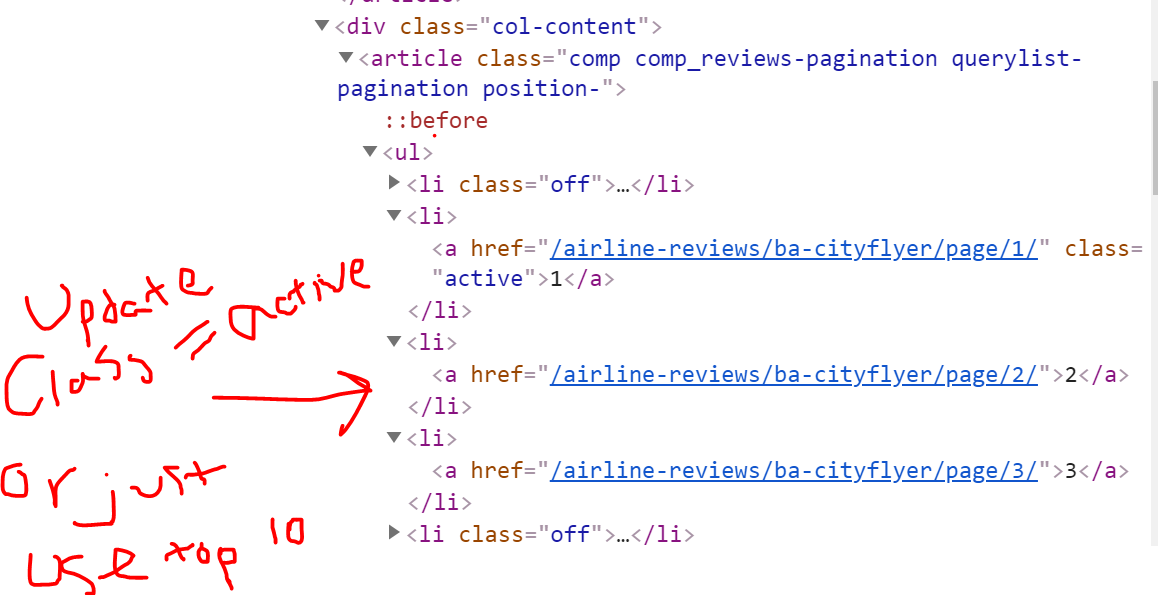 </article>
▼<div class="col-content">
▼<article class="comp comp_reviews-pagination querylist-
pagination position-">
::before
▼<ul>
▶<li class="off">…</li>
▼<li>
<a href="/airline-reviews/ba-cityflyer/page/1/" class=
"active">1</a>
</li>
▼<li>
<a href="/airline-reviews/ba-cityflyer/page/2/">2</a>
</li>
▼<li>
<a href="/airline-reviews/ba-cityflyer/page/3/">3</a>
</li>
▶<li class="off">…</li>
Update
Class = active
or just
use top 10